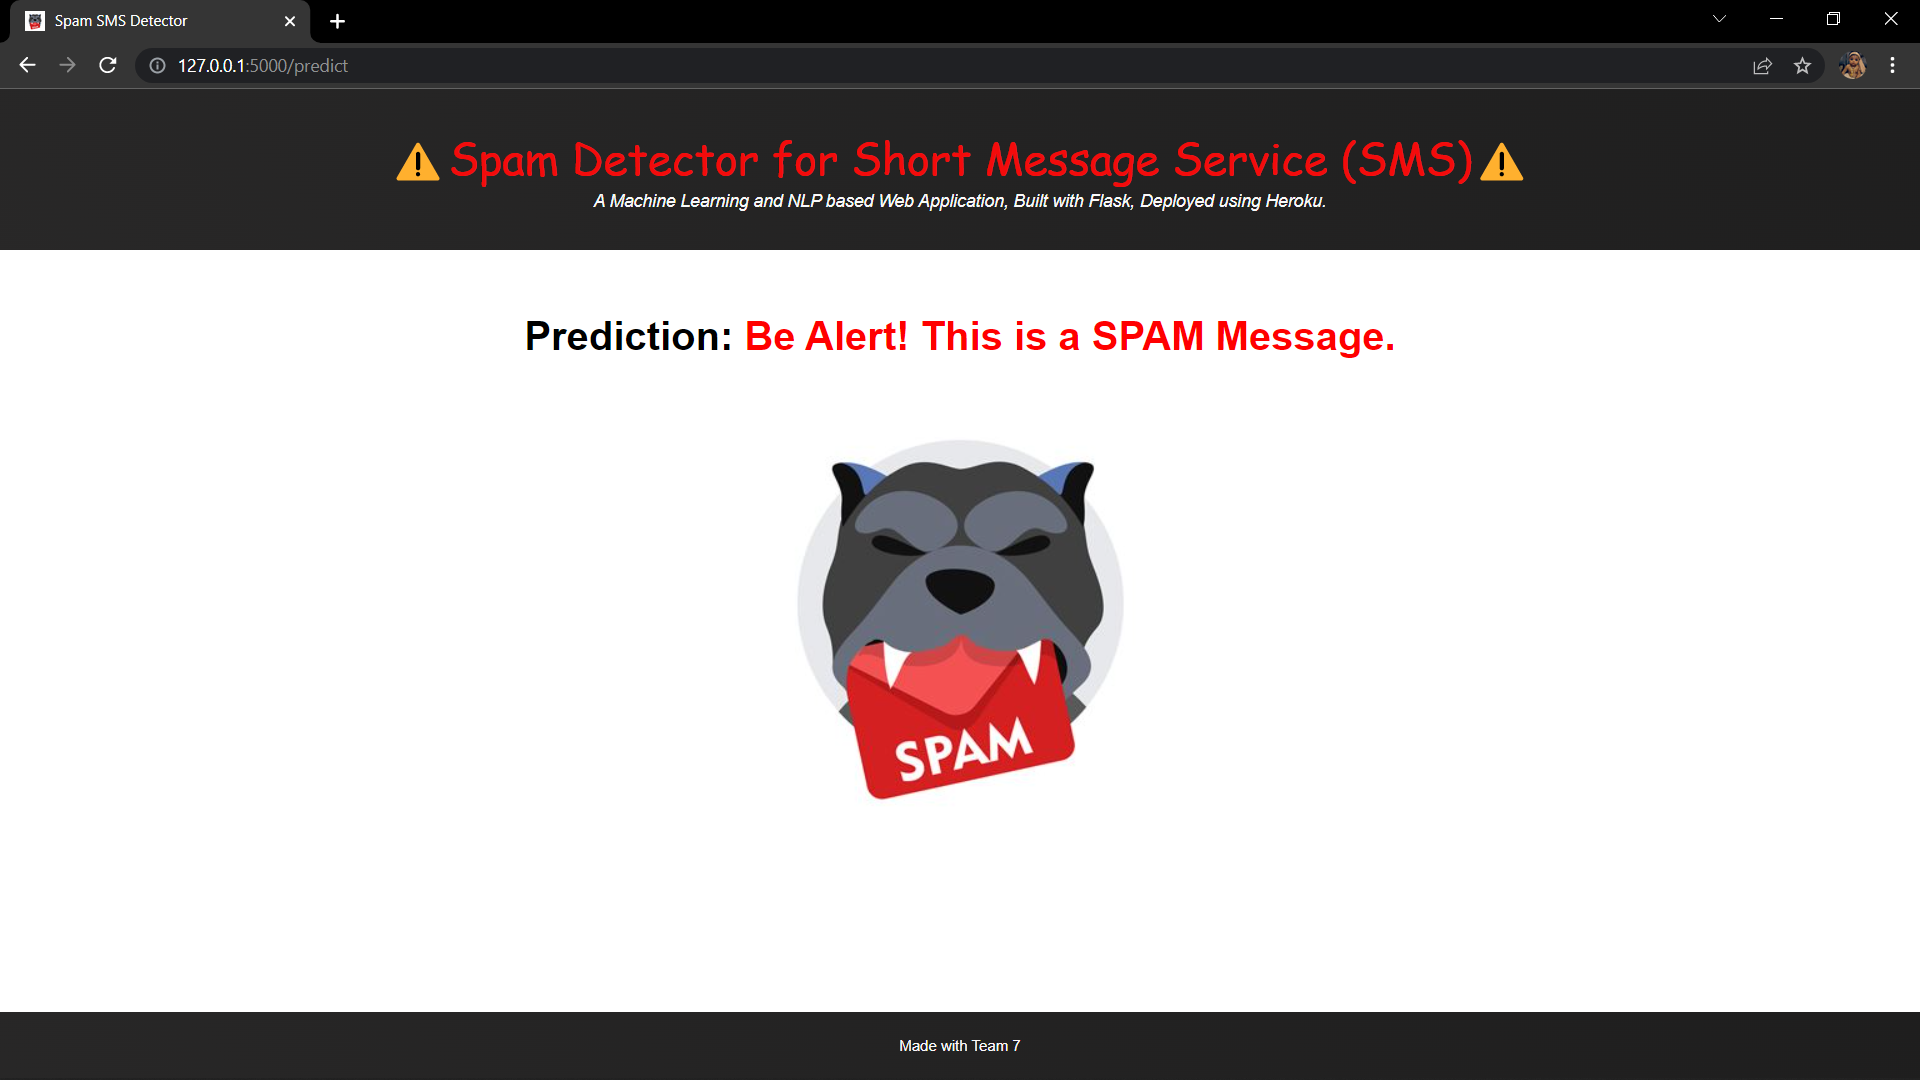 Spam SMS Detector
127.0.0.1:5000/predict
Spam Detector for Short Message Service (SMS)
A Machine Learning and NLP based Web Application, Built with Flask, Deployed using Heroku.
Prediction: Be Alert! This is a SPAM Message.
SPAM
Made with Team 7